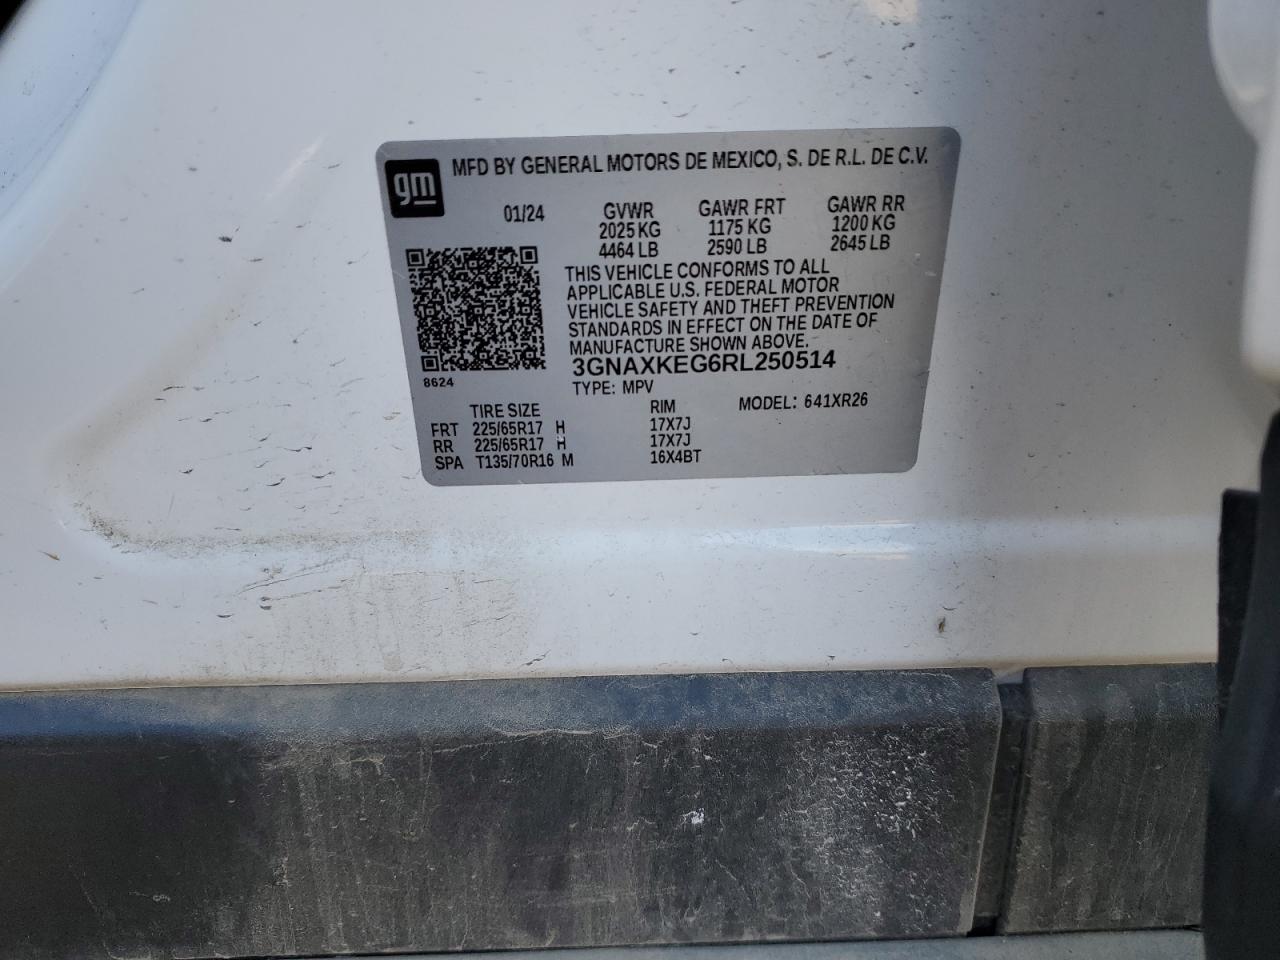 gm
MFD BY GENERAL MOTORS DE MEXICO, S. DE R.L. DE C.V.
01/24 GVWR GAWR FRT GAWR RR
2025 KG 1175 KG 1200 KG
4464 LB 2590 LB 2645 LB
THIS VEHICLE CONFORMS TO ALL
APPLICABLE U.S. FEDERAL MOTOR
VEHICLE SAFETY AND THEFT PREVENTION
STANDARDS IN EFFECT ON THE DATE OF
MANUFACTURE SHOWN ABOVE.
3GNAXKEG6RL250514
8624
TYPE: MPV
MODEL: 641XR26
TIRE SIZE RIM
FRT 225/65R17 H 17X7J
RR 225/65R17 H 17X7J
SPA T135/70R16 M 16X4BT